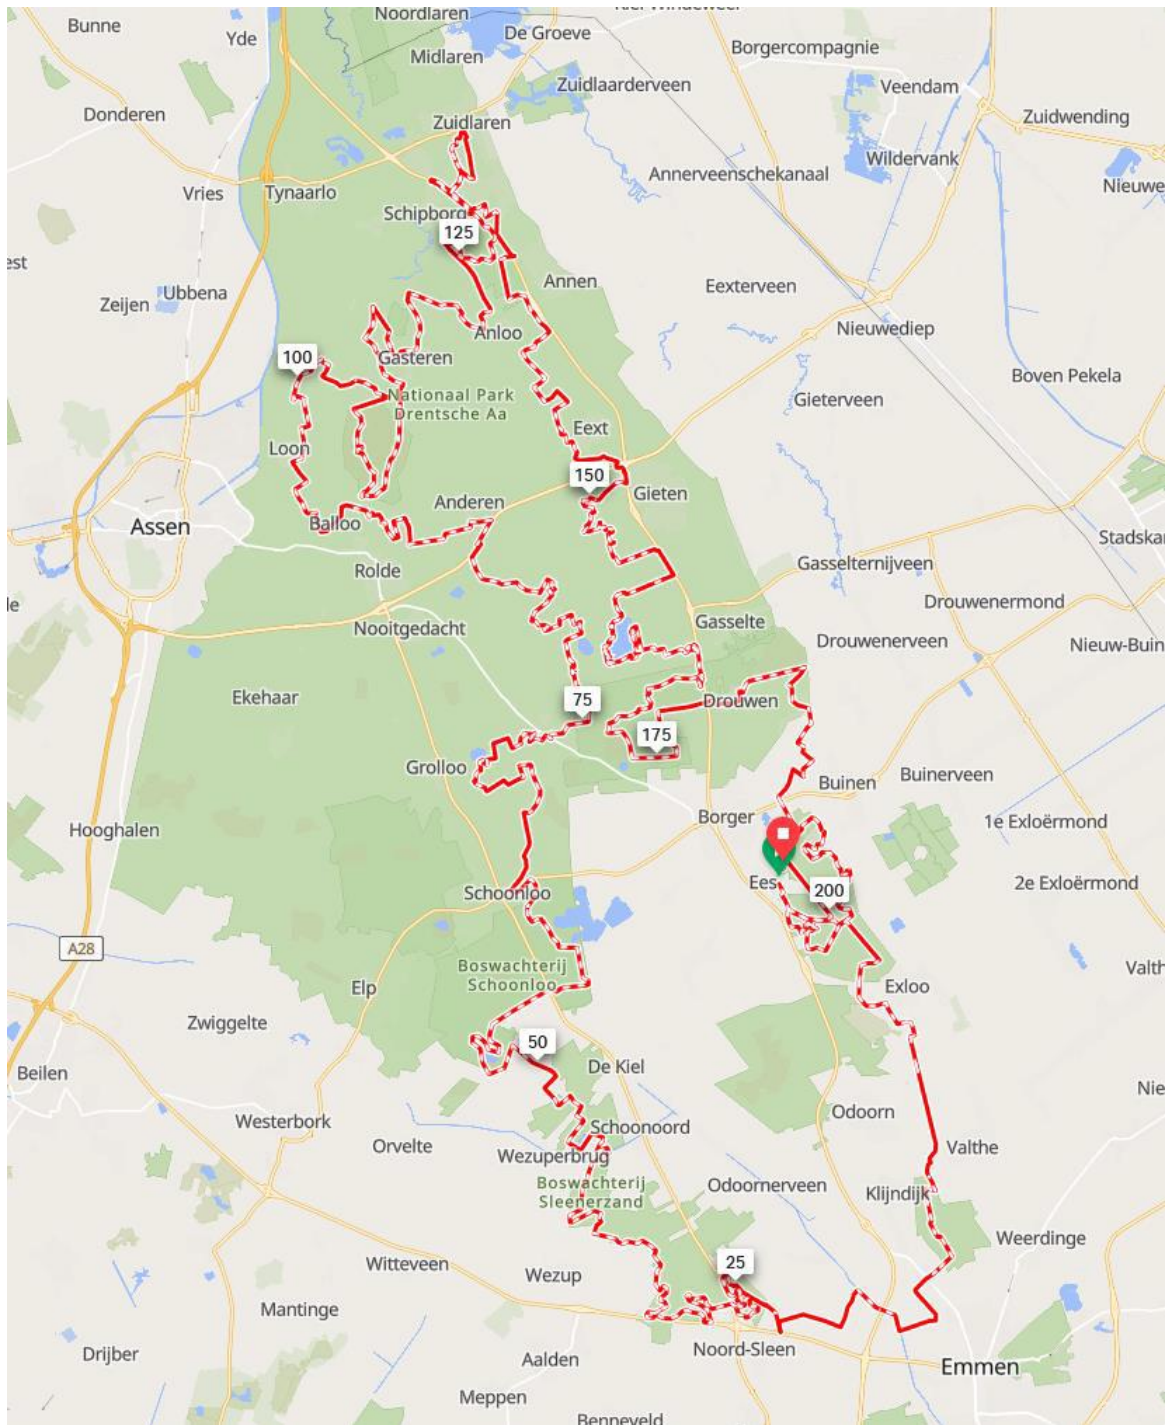 Noordlaren
Bunne
Yde
De Groeve
Midlaren
Borgercompagnie
Zuidlaarderveen
Veendam
Donderen
Zuidlaren
Zuidwending
Wildervank
Annerveenschekanaal
Vries
Tynaarlo
Nieuwe
Schipborg
125
est
Annen
Ubbena
Zeijen
Eexterveen
Nieuwediep
Anloo
100
Gasteren
Boven Pekela
Nationaal Park
Drentsche Aa
Gieterveen
Eext
Loon
150
Gieten
Anderen
Balloo
Assen
Stadska
Rolde
Gasselternijveen
le
Drouwenermond
Nooitgedacht
Gasselte
Drouwenerveen
Nieuw-Buin
Ekehaar
75
Drouwen
175
Grolloo
Buinen
Buinerveen
Borger
1e Exloërmond
Hooghalen
Ees
200
2e Exloërmond
Schoonloo
A28
Boswachterij
Schoonloo
Valth
Elp
Exloo
Zwiggelte
50
De Kiel
Beilen
Nie
Odoorn
Westerbork
Schoonoord
Orvelte
Wezuperbrug
Valthe
Boswachterij
Sleenerzand
Odoornerveen
Klijndijk
Weerdinge
Witteveen
25
Wezup
Mantinge
Noord-Sleen
Drijber
Aalden
Emmen
Meppen
Benneveld